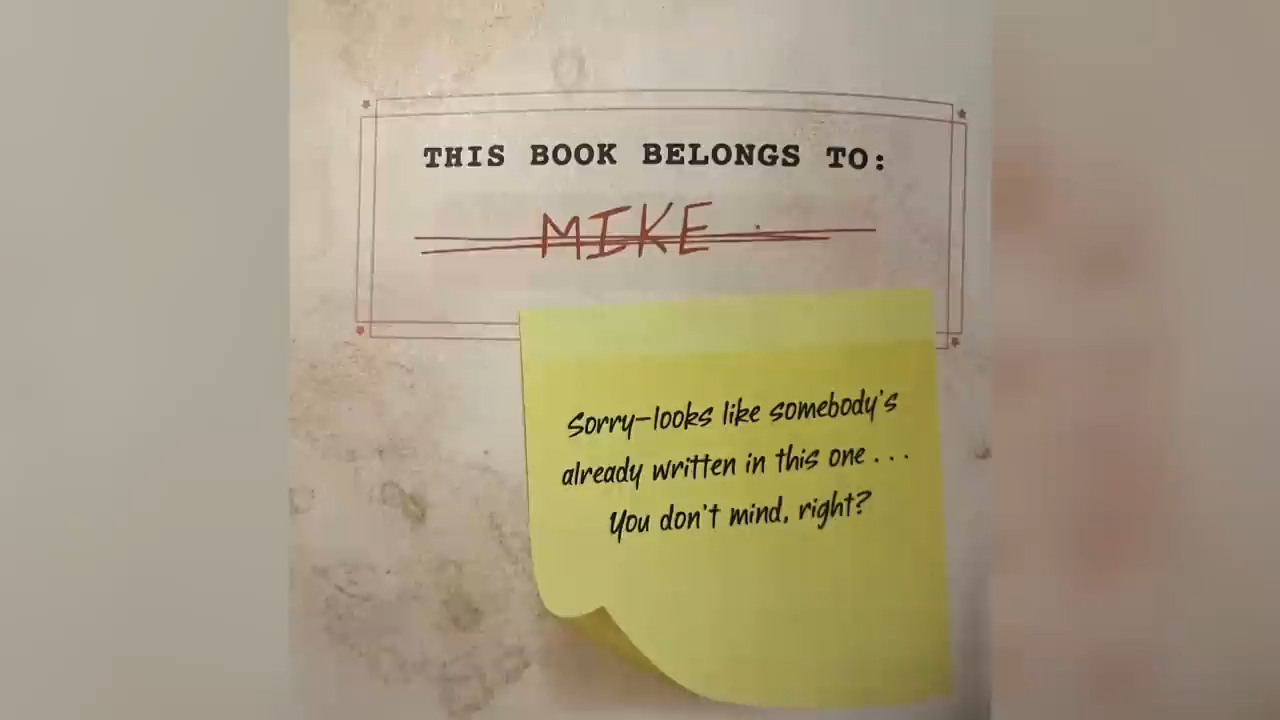 THIS BOOK BELONGS TO:
MIKE
Sorry–looks like somebody's
already written in this one . . .
You don't mind, right?